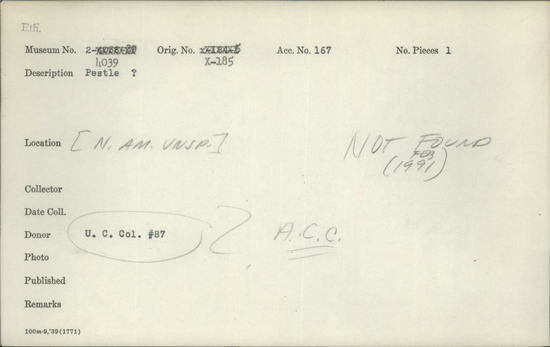 Eth.
Museum No. 2- Orig. No. Acc. No. 167 No. Pieces 1
4039 X-185
Description Pestle ?
Location [N. AM. UNSP.] NOT FOUND
(FEB 1991)
Collector
Date Coll.
Donor U. C. Col. #87 ? A.C.C.
Photo
Published
Remarks
100m-9,'39(1771)